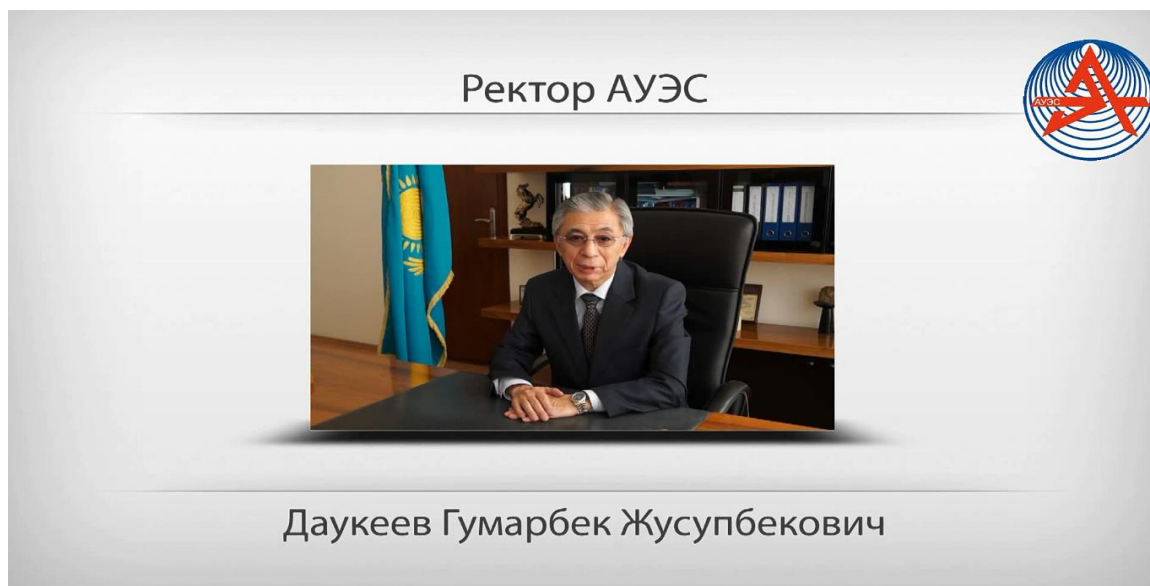 Ректор АУЭС
АУЭС
Даукеев Гумарбек Жусупбекович